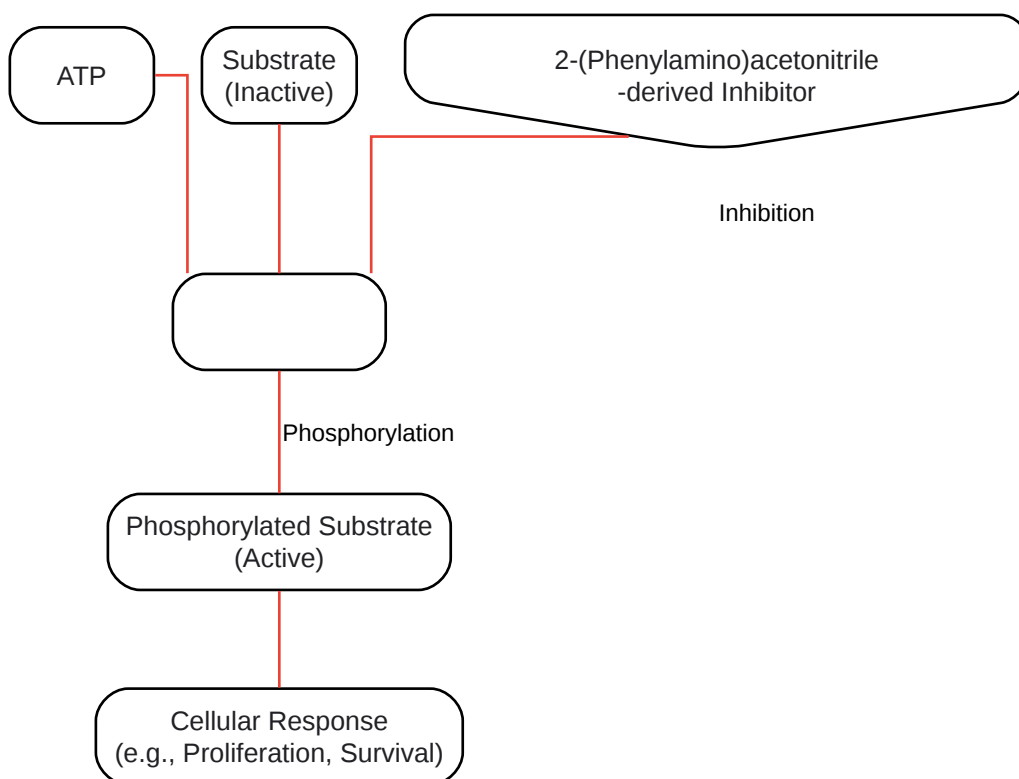 ATP
Substrate
(Inactive)
2-(Phenylamino)acetonitrile
-derived Inhibitor
Inhibition
Phosphorylation
Phosphorylated Substrate
(Active)
Cellular Response
(e.g., Proliferation, Survival)